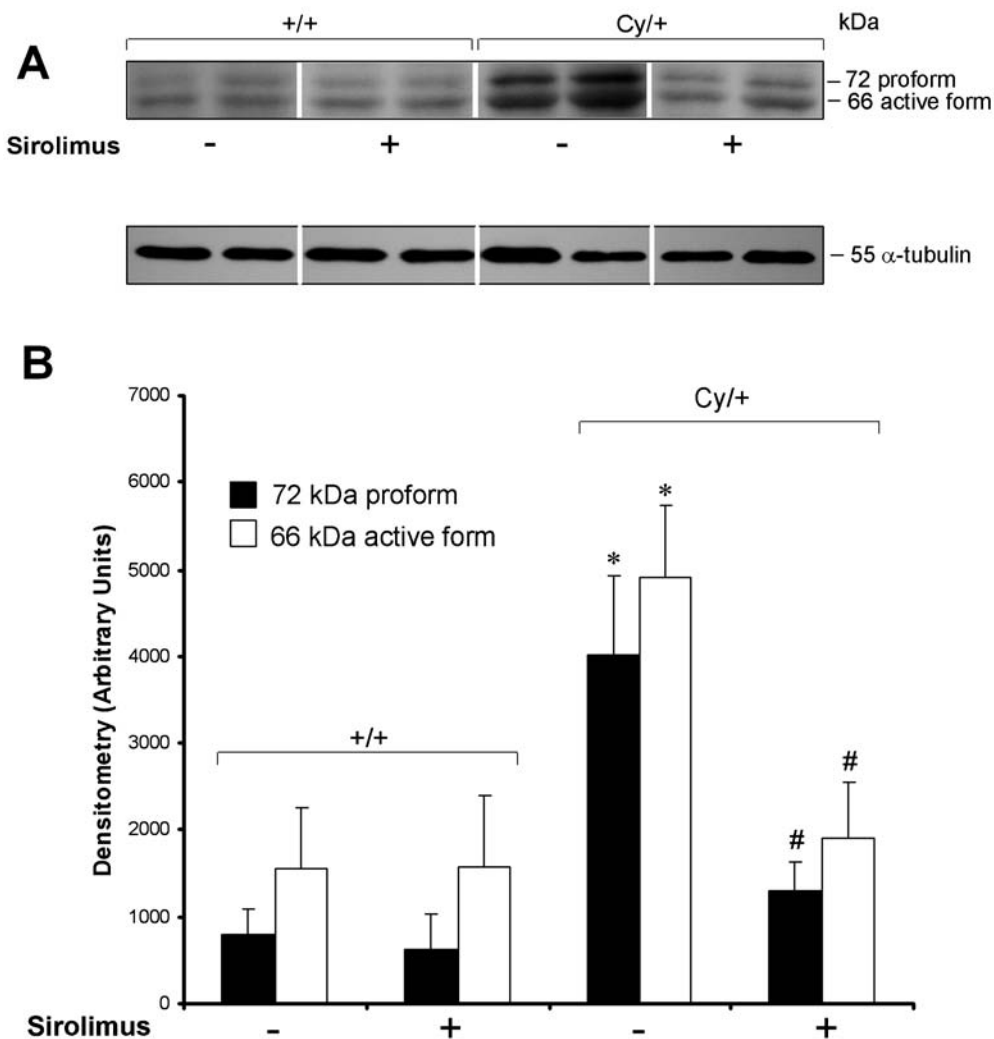 +/+ Cy/+ kDa
A
72 proform
66 active form
Sirolimus - + - +
55 α-tubulin
B
7000
Cy/+
6000
72 kDa proform
*
66 kDa active form
*
5000
Densitometry (Arbitrary Units)
4000
3000
+/+
#
2000
#
1000
0
Sirolimus - + - +